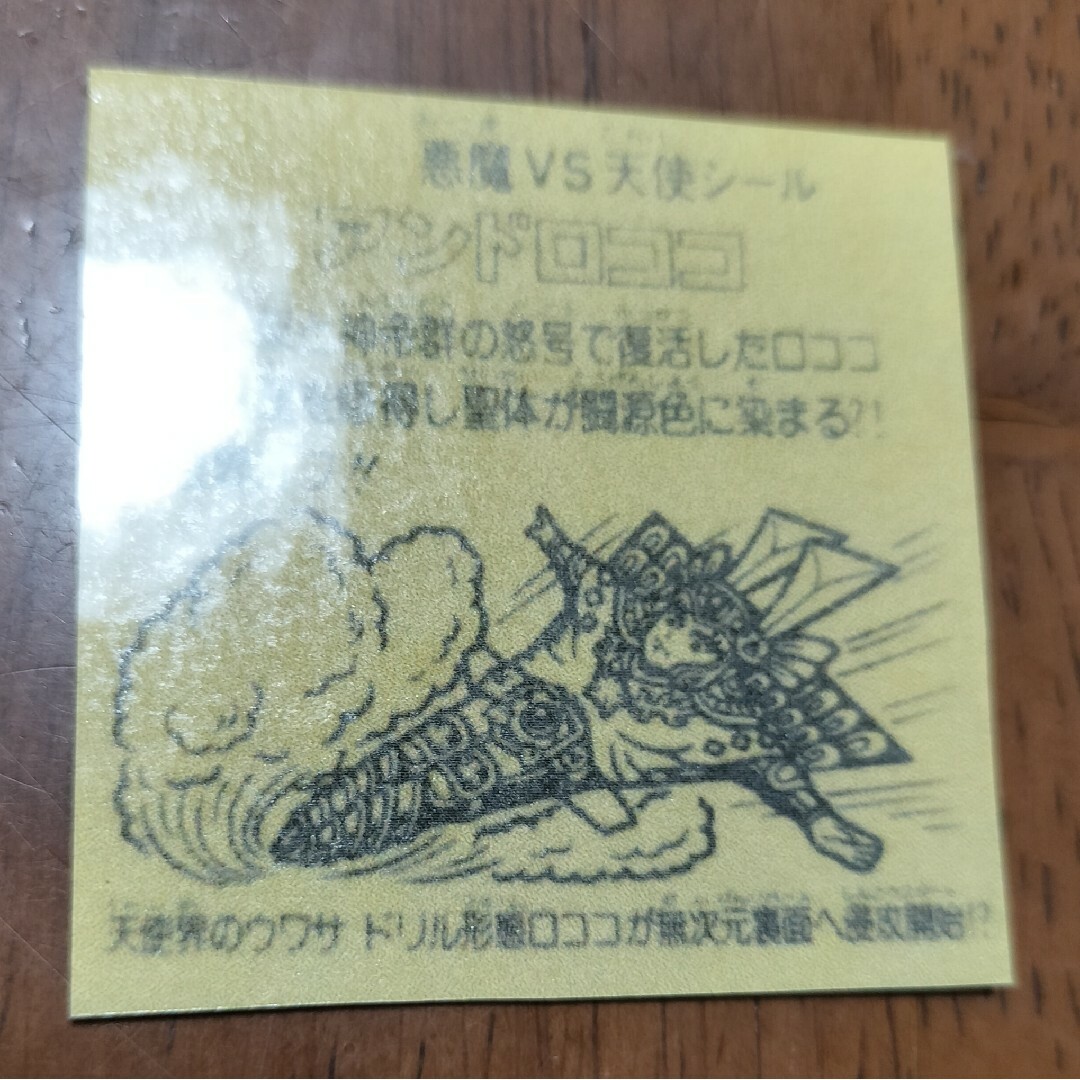 悪魔VS天使シール
アンドロココ
神帝群の怒号で復活したロココ
得し聖体が闘源色に染まる?!
天使界のウワサ ドリル形態ロココが無次元裏面へ侵攻開始!?